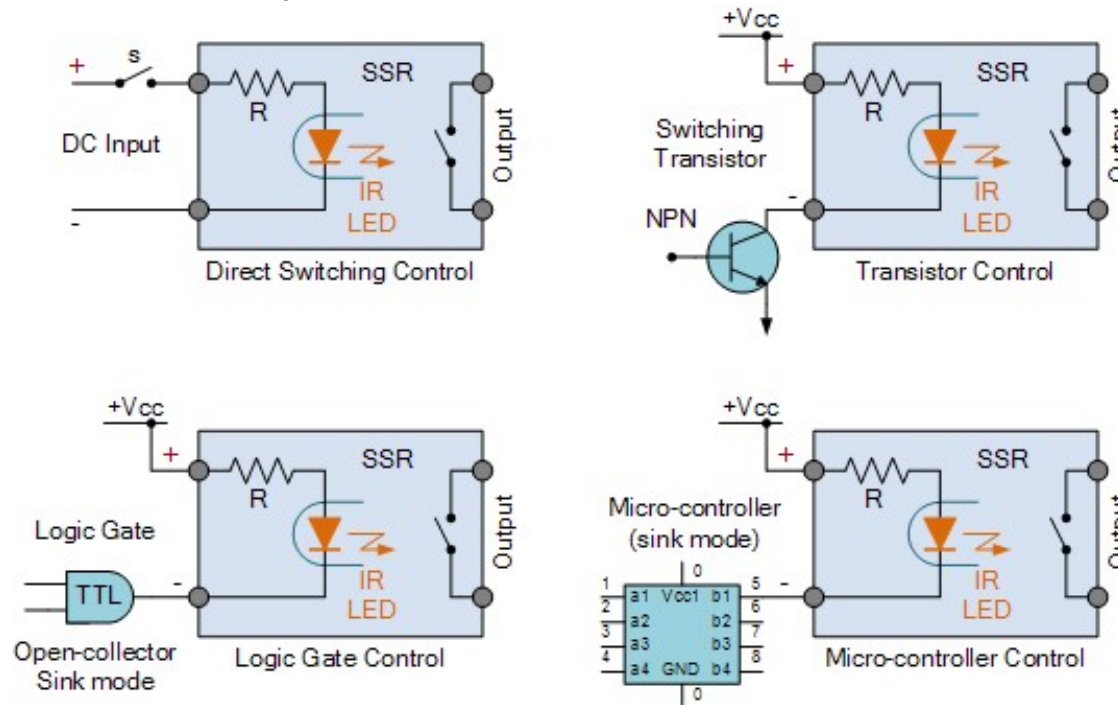 +
s
SSR
R
DC Input
IR
LED
Output
-
Direct Switching Control
+Vcc
+
SSR
R
Switching
Transistor
IR
LED
Output
-
NPN
Transistor Control
+Vcc
+
SSR
R
Logic Gate
TTL
IR
LED
Output
-
Open-collector
Sink mode
Logic Gate Control
+Vcc
+
SSR
R
Micro-controller
(sink mode)
0
1 a1 Vcc1 b1 5
2 a2 b2 6
3 a3 b3 7
4 a4 GND b4 8
0
-
IR
LED
Output
Micro-controller Control